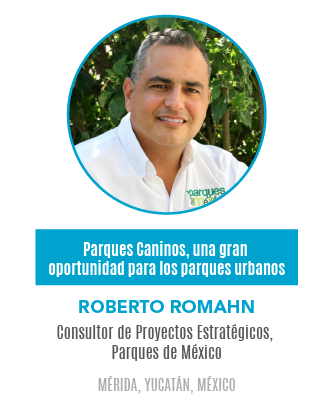 parques
Parques Caninos, una gran
oportunidad para los parques urbanos
ROBERTO ROMAHN
Consultor de Proyectos Estratégicos,
Parques de México
MÉRIDA, YUCATÁN, MÉXICO